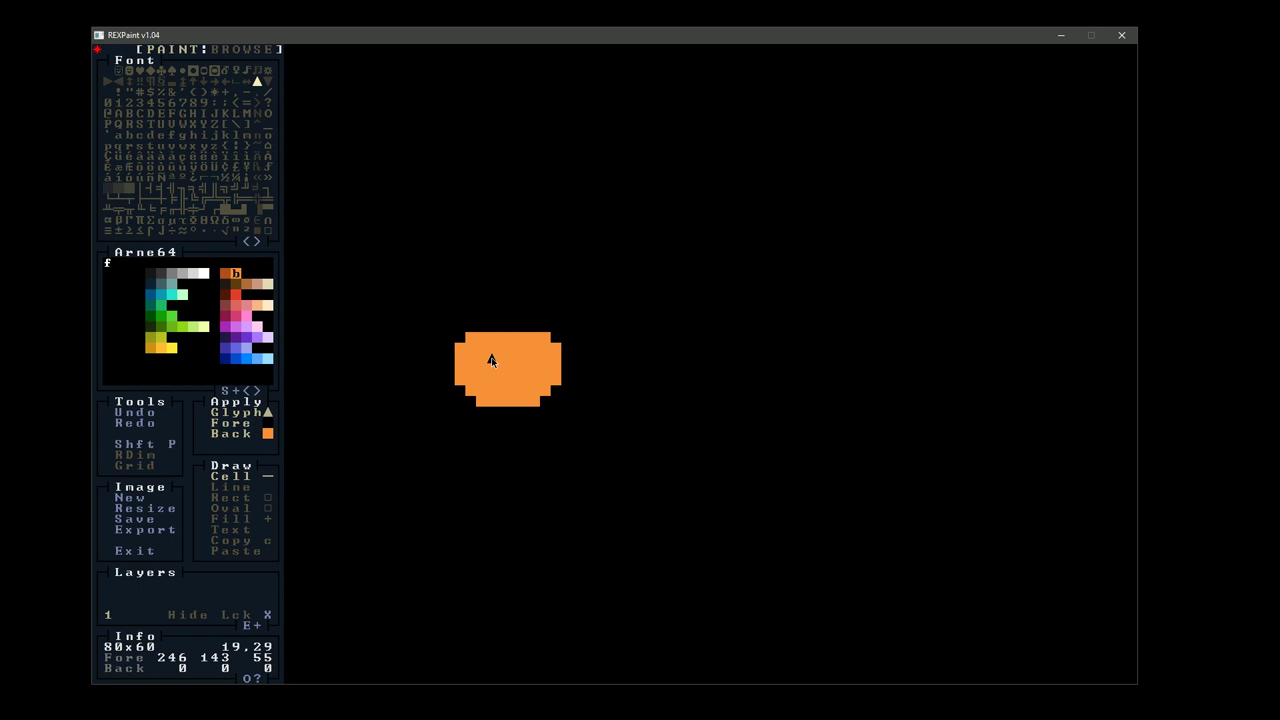 REXPaint v1.04
[PAINT:BROWSE]
Font
!"#$%&'()*+,-./
0123456789:;<=>?
@ABCDEFGHIJKLMNO
PQRSTUVWXYZ[\]^_
`abcdefghijklmno
pqrstuvwxyz{|}~
<>
Arne64
f
b
S+<>
Tools
Undo
Redo
Shft P
RDim
Grid
Apply
Glyph▲
Fore
Back
Draw
Cell
Line
Rect
Oval
Fill +
Text
Copy c
Paste
Image
New
Resize
Save
Export
Exit
Layers
1 Hide Lck X
E+
Info
80x60 19,29
Fore 246 143 55
Back 0 0 0
O?